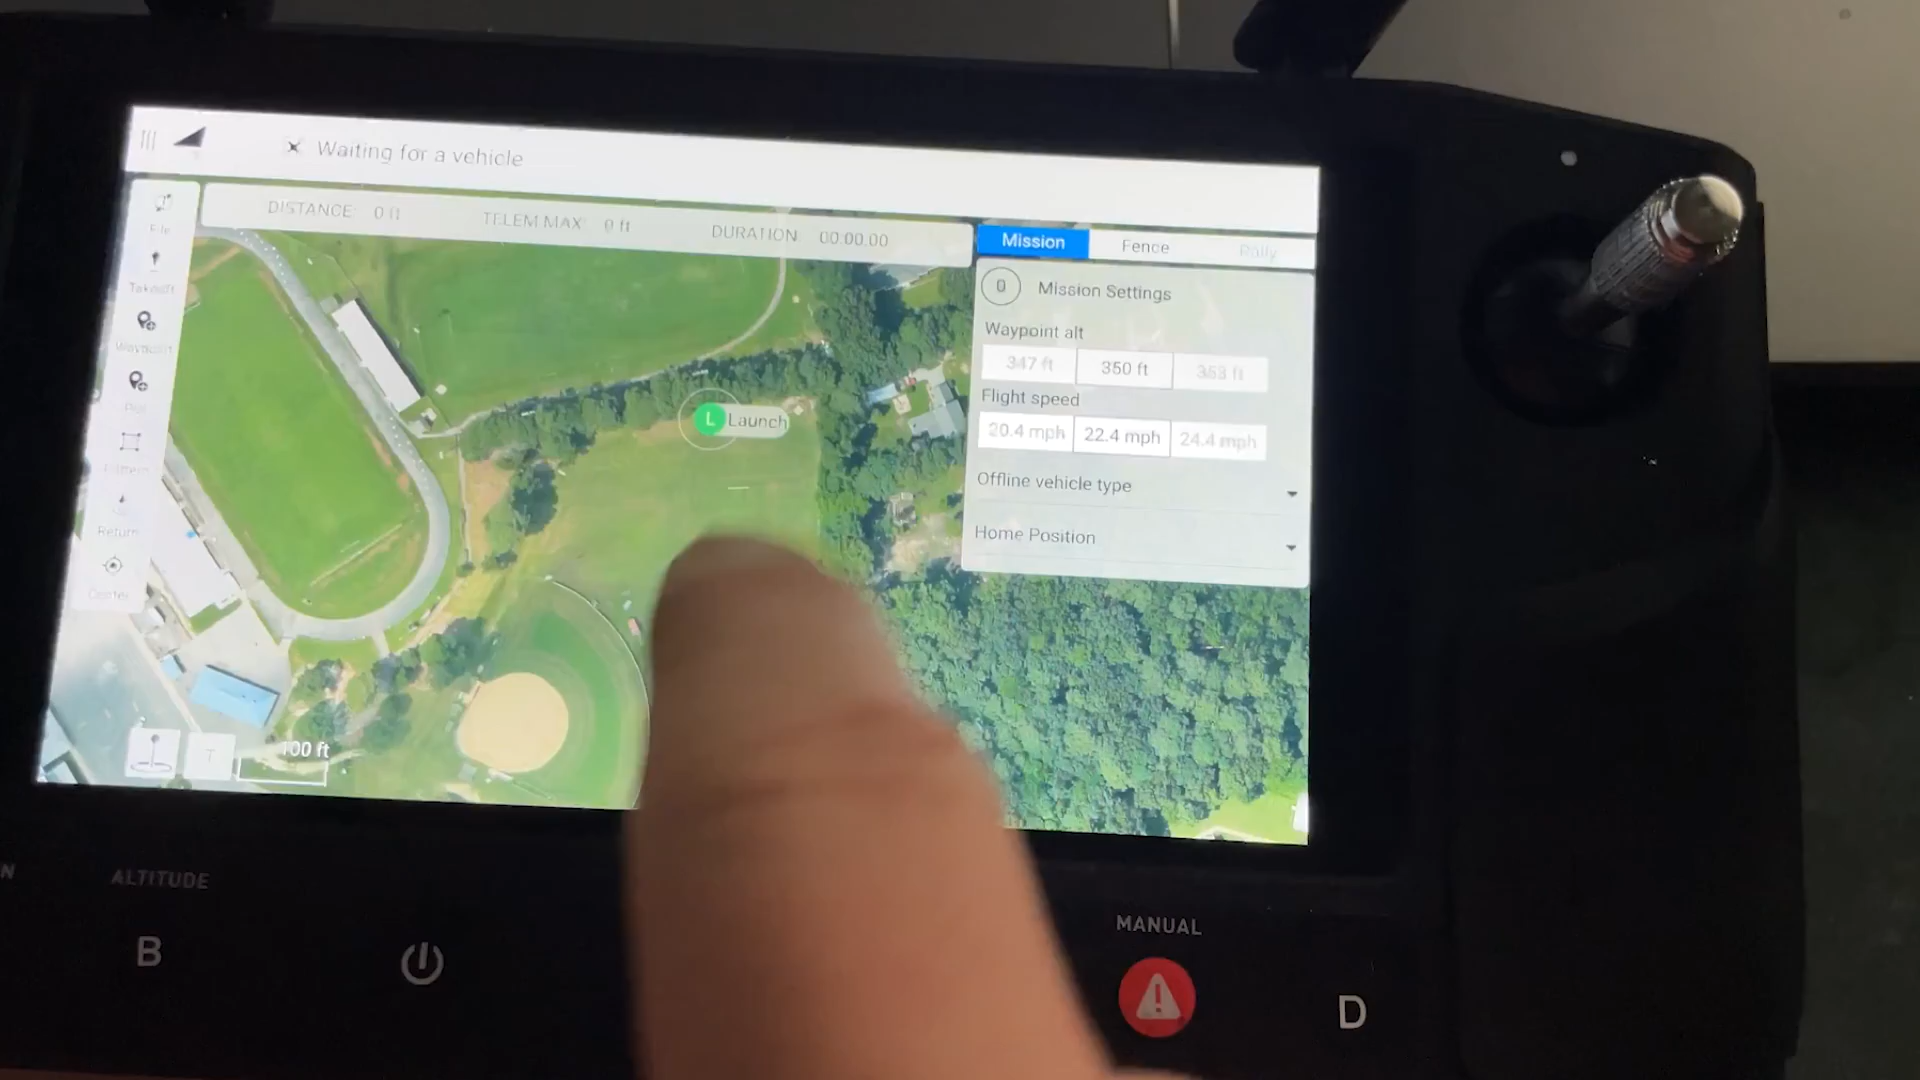 Waiting for a vehicle
DISTANCE: 0 ft TELEM MAX: 0 ft DURATION 00:00:00
File
Takeoff
Waypoint
Return
Center
Mission Fence Rally
0 Mission Settings
Waypoint alt
347 ft 350 ft 353 ft
Flight speed
20.4 mph 22.4 mph 24.4 mph
Offline vehicle type
Home Position
L Launch
T 100 ft
N ALTITUDE
B
MANUAL
D